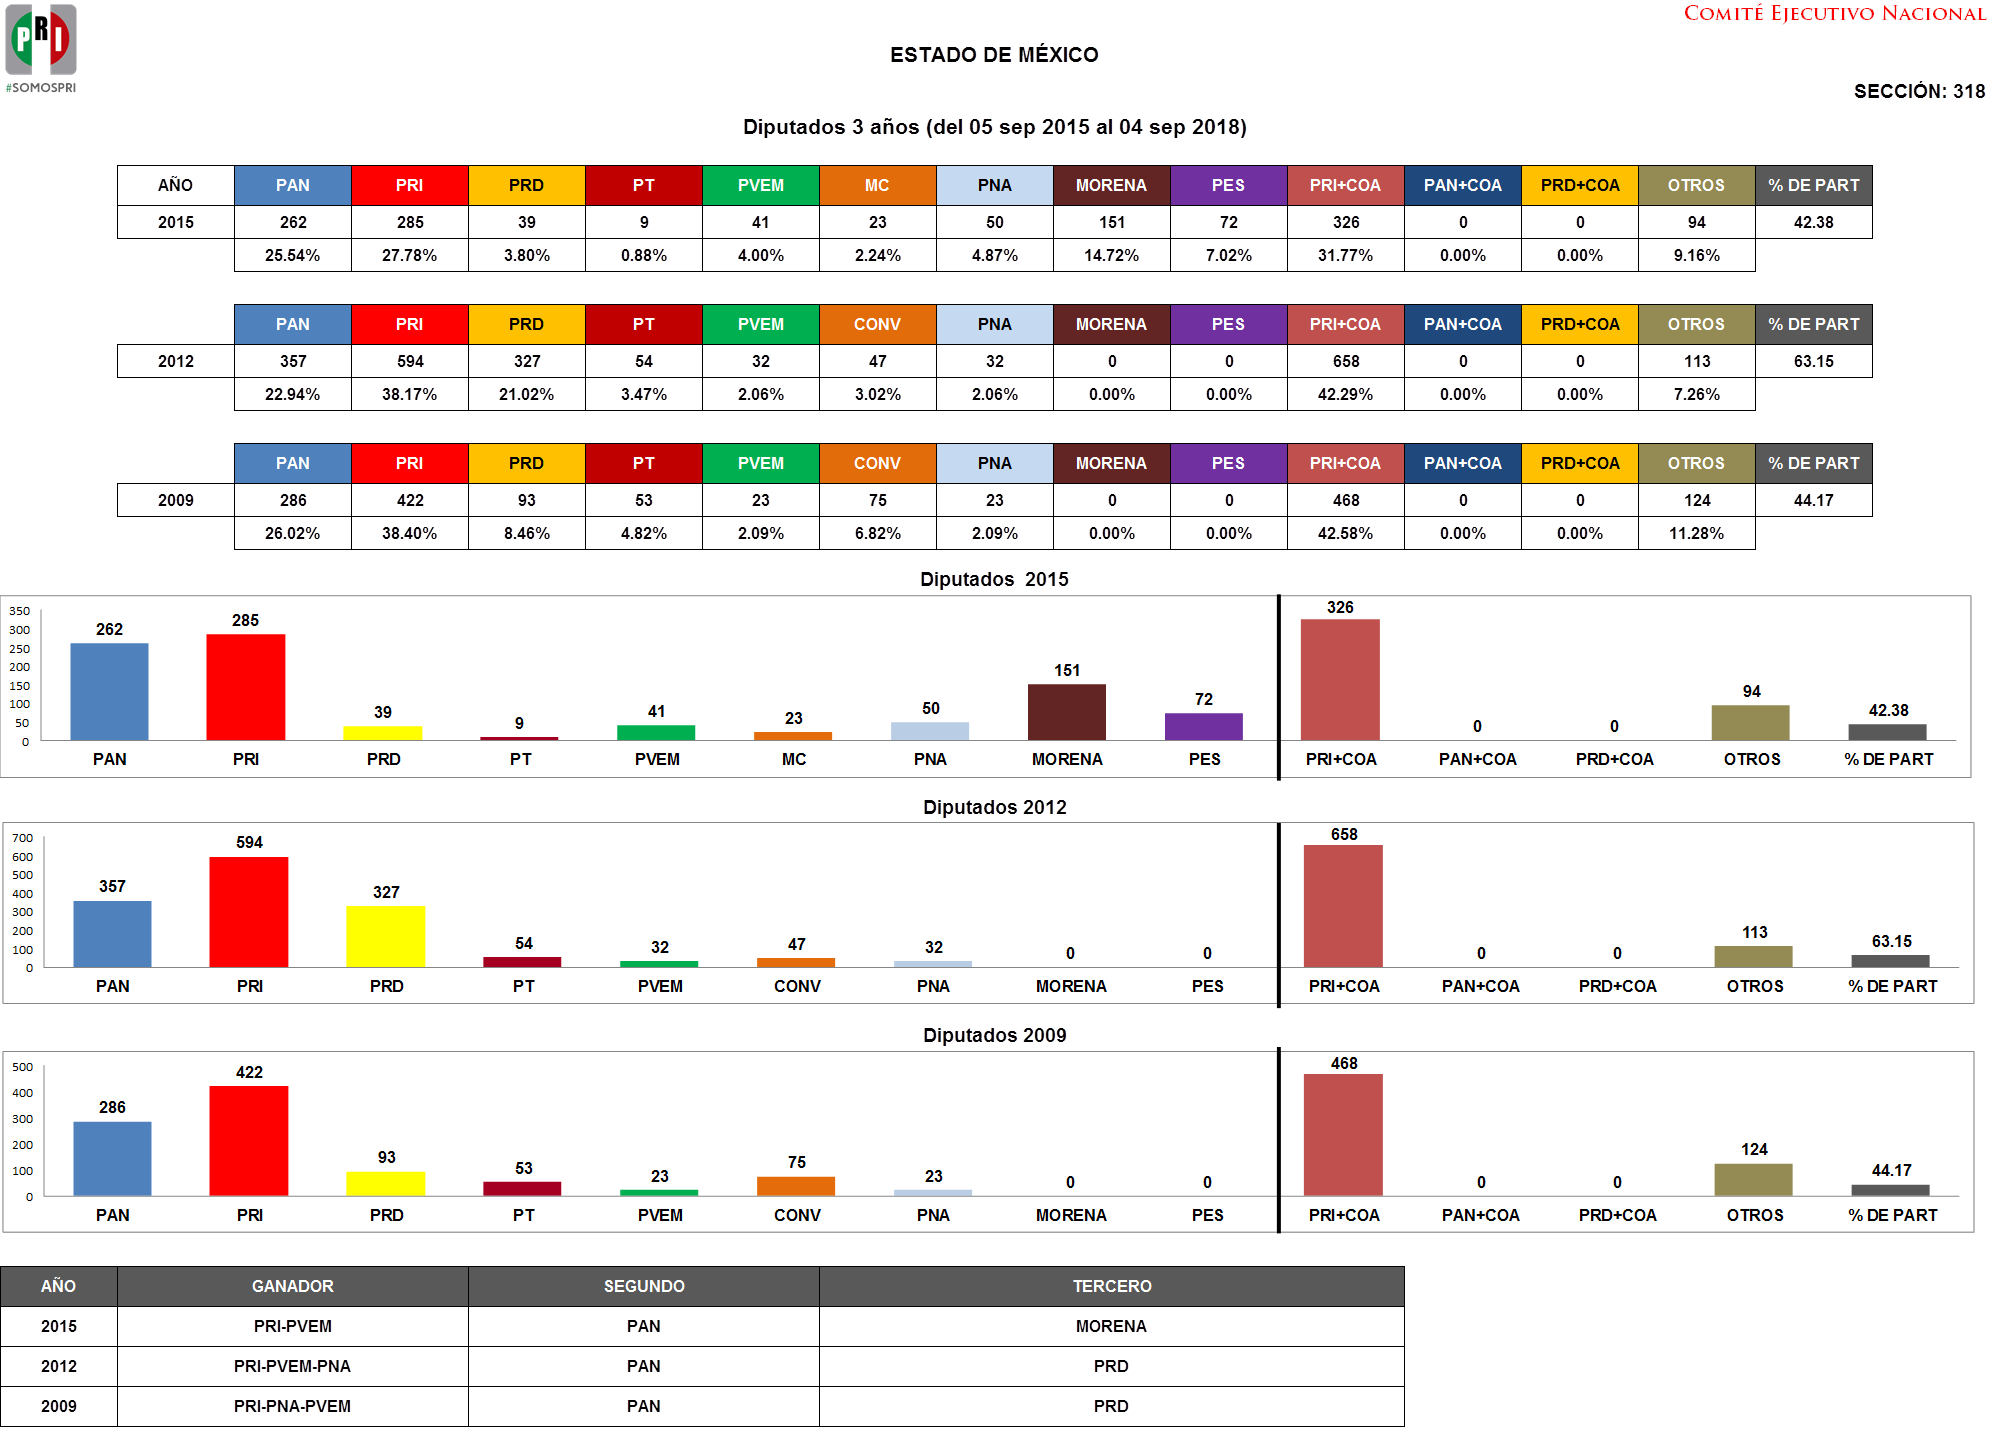 PRI
#SOMOSPRI
COMITÉ EJECUTIVO NACIONAL
ESTADO DE MÉXICO
SECCIÓN: 318
Diputados 3 años (del 05 sep 2015 al 04 sep 2018)
AÑO PAN PRI PRD PT PVEM MC PNA MORENA PES PRI+COA PAN+COA PRD+COA OTROS % DE PART
2015 262 285 39 9 41 23 50 151 72 326 0 0 94 42.38
25.54% 27.78% 3.80% 0.88% 4.00% 2.24% 4.87% 14.72% 7.02% 31.77% 0.00% 0.00% 9.16%
PAN PRI PRD PT PVEM CONV PNA MORENA PES PRI+COA PAN+COA PRD+COA OTROS % DE PART
2012 357 594 327 54 32 47 32 0 0 658 0 0 113 63.15
22.94% 38.17% 21.02% 3.47% 2.06% 3.02% 2.06% 0.00% 0.00% 42.29% 0.00% 0.00% 7.26%
PAN PRI PRD PT PVEM CONV PNA MORENA PES PRI+COA PAN+COA PRD+COA OTROS % DE PART
2009 286 422 93 53 23 75 23 0 0 468 0 0 124 44.17
26.02% 38.40% 8.46% 4.82% 2.09% 6.82% 2.09% 0.00% 0.00% 42.58% 0.00% 0.00% 11.28%
Diputados 2015
350
300
250
200
150
100
50
0
262 285 39 9 41 23 50 151 72 326 0 0 94 42.38
PAN PRI PRD PT PVEM MC PNA MORENA PES PRI+COA PAN+COA PRD+COA OTROS % DE PART
Diputados 2012
700
600
500
400
300
200
100
0
357 594 327 54 32 47 32 0 0 658 0 0 113 63.15
PAN PRI PRD PT PVEM CONV PNA MORENA PES PRI+COA PAN+COA PRD+COA OTROS % DE PART
Diputados 2009
500
400
300
200
100
0
286 422 93 53 23 75 23 0 0 468 0 0 124 44.17
PAN PRI PRD PT PVEM CONV PNA MORENA PES PRI+COA PAN+COA PRD+COA OTROS % DE PART
AÑO GANADOR SEGUNDO TERCERO
2015 PRI-PVEM PAN MORENA
2012 PRI-PVEM-PNA PAN PRD
2009 PRI-PNA-PVEM PAN PRD